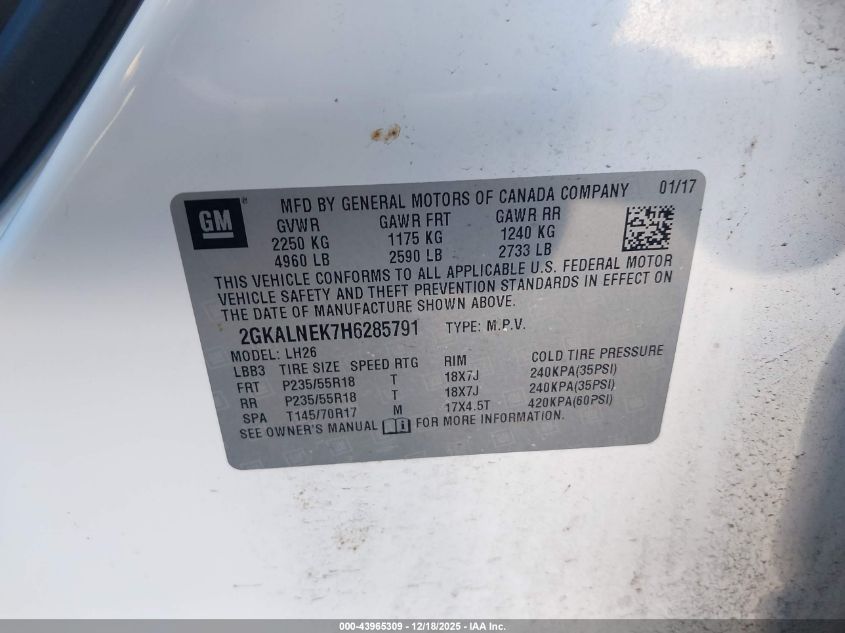 GM ®
MFD BY GENERAL MOTORS OF CANADA COMPANY 01/17
GVWR GAWR FRT GAWR RR
2250 KG 1175 KG 1240 KG
4960 LB 2590 LB 2733 LB
THIS VEHICLE CONFORMS TO ALL APPLICABLE U.S. FEDERAL MOTOR
VEHICLE SAFETY AND THEFT PREVENTION STANDARDS IN EFFECT ON
THE DATE OF MANUFACTURE SHOWN ABOVE.
2GKALNEK7H6285791 TYPE: M.P.V.
MODEL: LH26
LBB3 TIRE SIZE SPEED RTG RIM COLD TIRE PRESSURE
FRT P235/55R18 T 18X7J 240KPA(35PSI)
RR P235/55R18 T 18X7J 240KPA(35PSI)
SPA T145/70R17 M 17X4.5T 420KPA(60PSI)
SEE OWNER'S MANUAL FOR MORE INFORMATION.
000-43965309 - 12/18/2025 - IAA Inc.